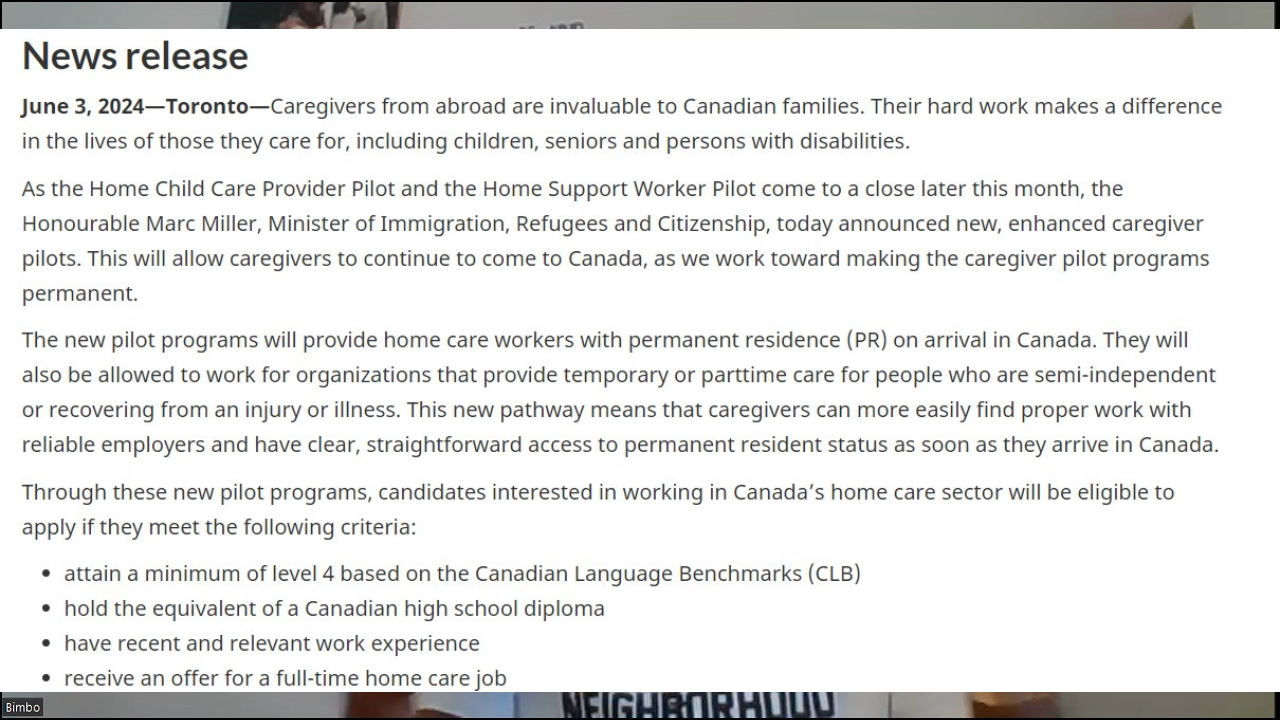 News release
June 3, 2024—Toronto—Caregivers from abroad are invaluable to Canadian families. Their hard work makes a difference
in the lives of those they care for, including children, seniors and persons with disabilities.
As the Home Child Care Provider Pilot and the Home Support Worker Pilot come to a close later this month, the
Honourable Marc Miller, Minister of Immigration, Refugees and Citizenship, today announced new, enhanced caregiver
pilots. This will allow caregivers to continue to come to Canada, as we work toward making the caregiver pilot programs
permanent.
The new pilot programs will provide home care workers with permanent residence (PR) on arrival in Canada. They will
also be allowed to work for organizations that provide temporary or parttime care for people who are semi-independent
or recovering from an injury or illness. This new pathway means that caregivers can more easily find proper work with
reliable employers and have clear, straightforward access to permanent resident status as soon as they arrive in Canada.
Through these new pilot programs, candidates interested in working in Canada’s home care sector will be eligible to
apply if they meet the following criteria:
• attain a minimum of level 4 based on the Canadian Language Benchmarks (CLB)
• hold the equivalent of a Canadian high school diploma
• have recent and relevant work experience
• receive an offer for a full-time home care job
NEIGHBORHOOD
Bimbo